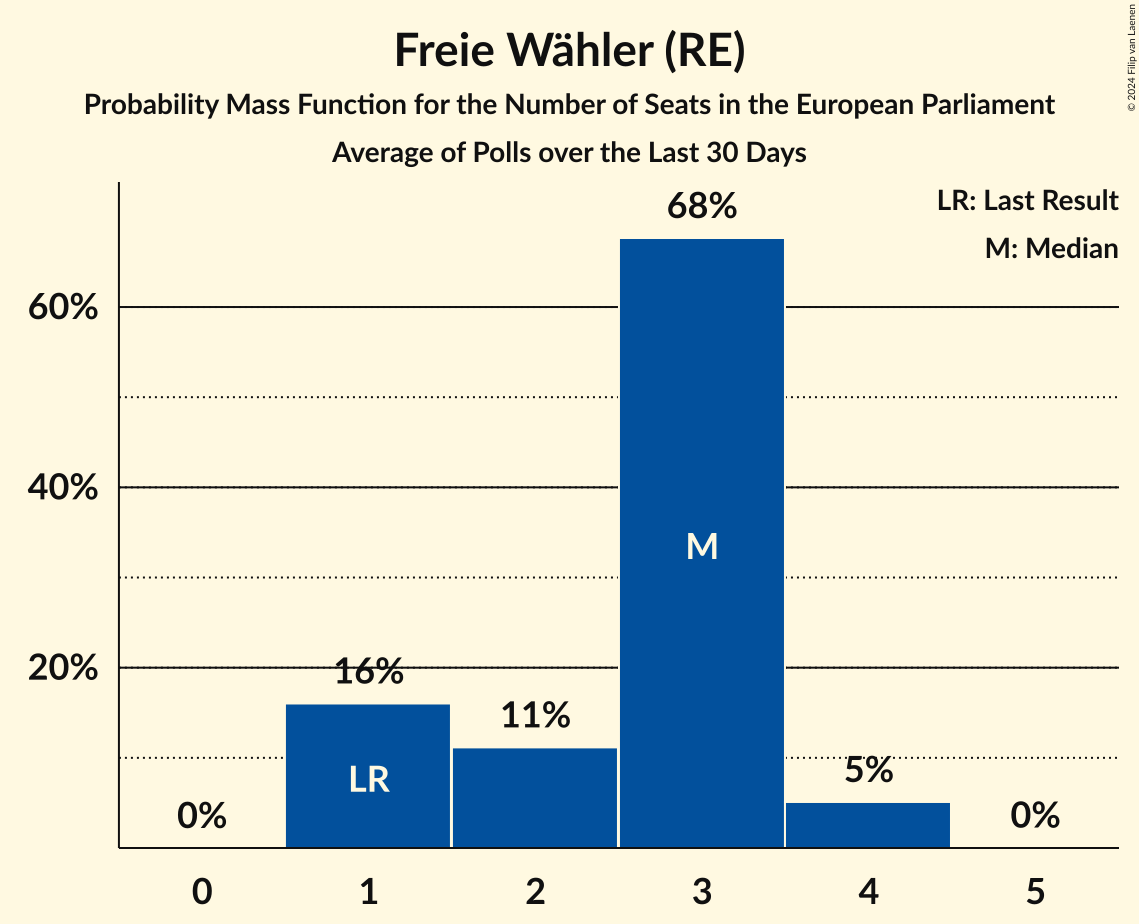 Freie Wähler (RE)
Probability Mass Function for the Number of Seats in the European Parliament
Average of Polls over the Last 30 Days
© 2024 Filip van Laenen
LR: Last Result
M: Median
68%
60%
40%
20%
M
16%
11%
LR
5%
0%
0%
0 1 2 3 4 5